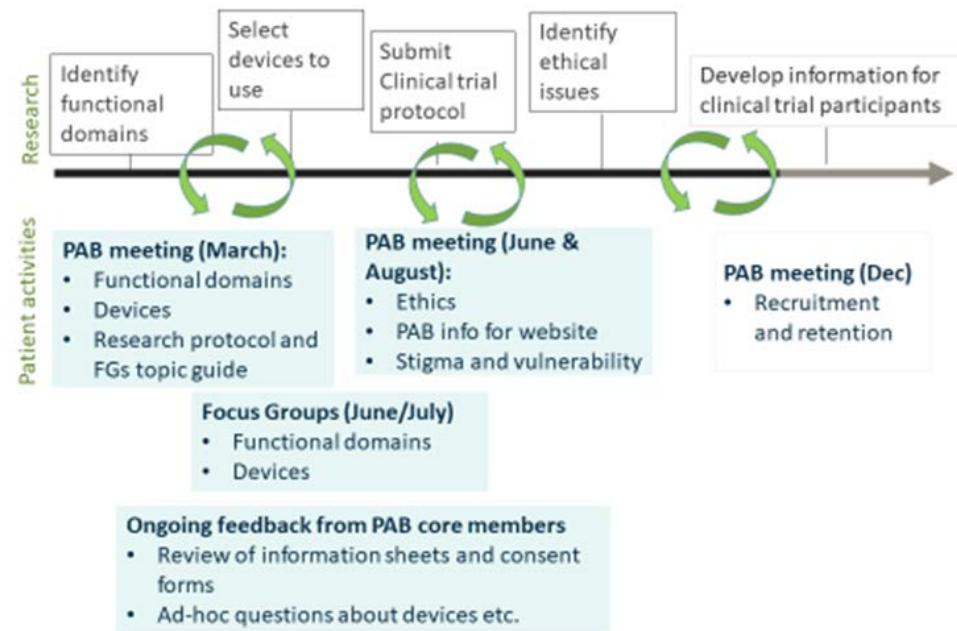 Research
Identify
functional
domains
Select
devices to
use
Submit
Clinical trial
protocol
Identify
ethical
issues
Develop information for
clinical trial participants
Patient activities
PAB meeting (March):
• Functional domains
• Devices
• Research protocol and
FGs topic guide
PAB meeting (June &
August):
• Ethics
• PAB info for website
• Stigma and vulnerability
PAB meeting (Dec)
• Recruitment
and retention
Focus Groups (June/July)
• Functional domains
• Devices
Ongoing feedback from PAB core members
• Review of information sheets and consent
forms
• Ad-hoc questions about devices etc.